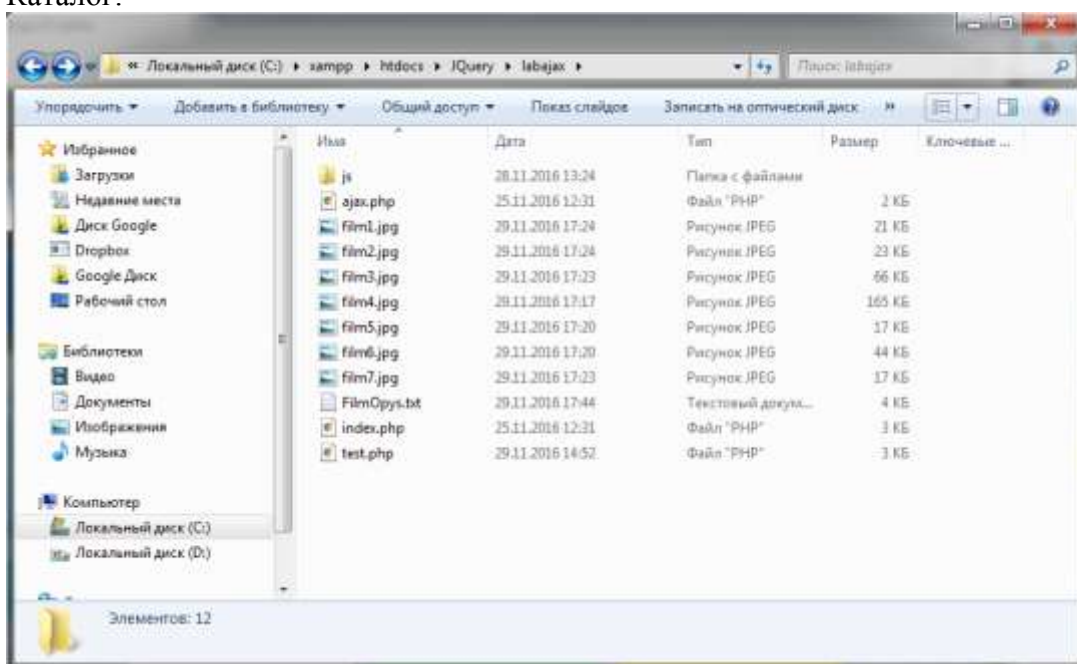 Каталог:
« Локальный диск (C:) ▸ xampp ▸ htdocs ▸ JQuery ▸ labajax ▸
Поиск: labajax
Упорядочить Добавить в библиотеку Общий доступ Показ слайдов Записать на оптический диск »
Имя Дата Тип Размер Ключевые ...
Избранное
Загрузки
Недавние места
Диск Google
Dropbox
Google Диск
Рабочий стол
Библиотеки
Видео
Документы
Изображения
Музыка
Компьютер
Локальный диск (C:)
Локальный диск (D:)
js 28.11.2016 13:24 Папка с файлами
ajax.php 25.11.2016 12:31 Файл "PHP" 2 КБ
film1.jpg 29.11.2016 17:24 Рисунок JPEG 21 КБ
film2.jpg 29.11.2016 17:24 Рисунок JPEG 23 КБ
film3.jpg 29.11.2016 17:23 Рисунок JPEG 66 КБ
film4.jpg 29.11.2016 17:17 Рисунок JPEG 165 КБ
film5.jpg 29.11.2016 17:20 Рисунок JPEG 17 КБ
film6.jpg 29.11.2016 17:20 Рисунок JPEG 44 КБ
film7.jpg 29.11.2016 17:23 Рисунок JPEG 17 КБ
FilmOpys.txt 29.11.2016 17:44 Текстовый докум... 4 КБ
index.php 25.11.2016 12:31 Файл "PHP" 3 КБ
test.php 29.11.2016 14:52 Файл "PHP" 3 КБ
Элементов: 12